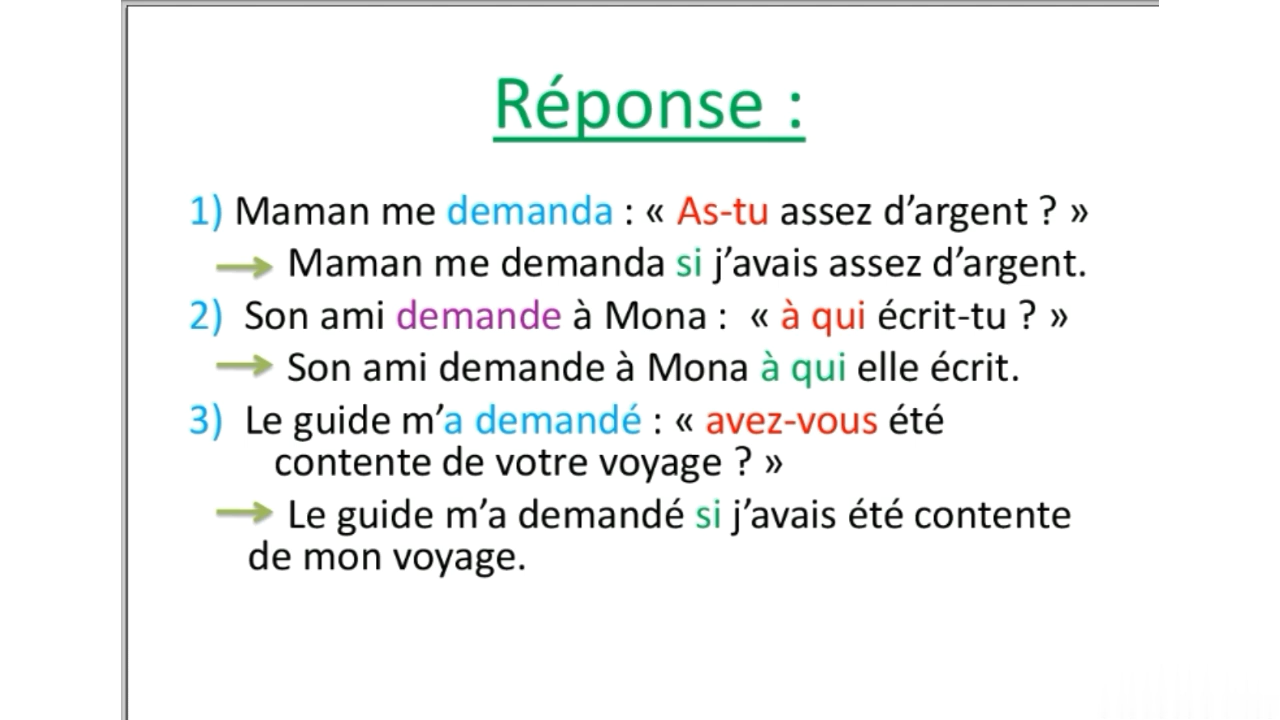 Réponse :
1) Maman me demanda : « As-tu assez d’argent ? »
Maman me demanda si j’avais assez d’argent.
2) Son ami demande à Mona : « à qui écrit-tu ? »
Son ami demande à Mona à qui elle écrit.
3) Le guide m’a demandé : « avez-vous été
contente de votre voyage ? »
Le guide m’a demandé si j’avais été contente
de mon voyage.